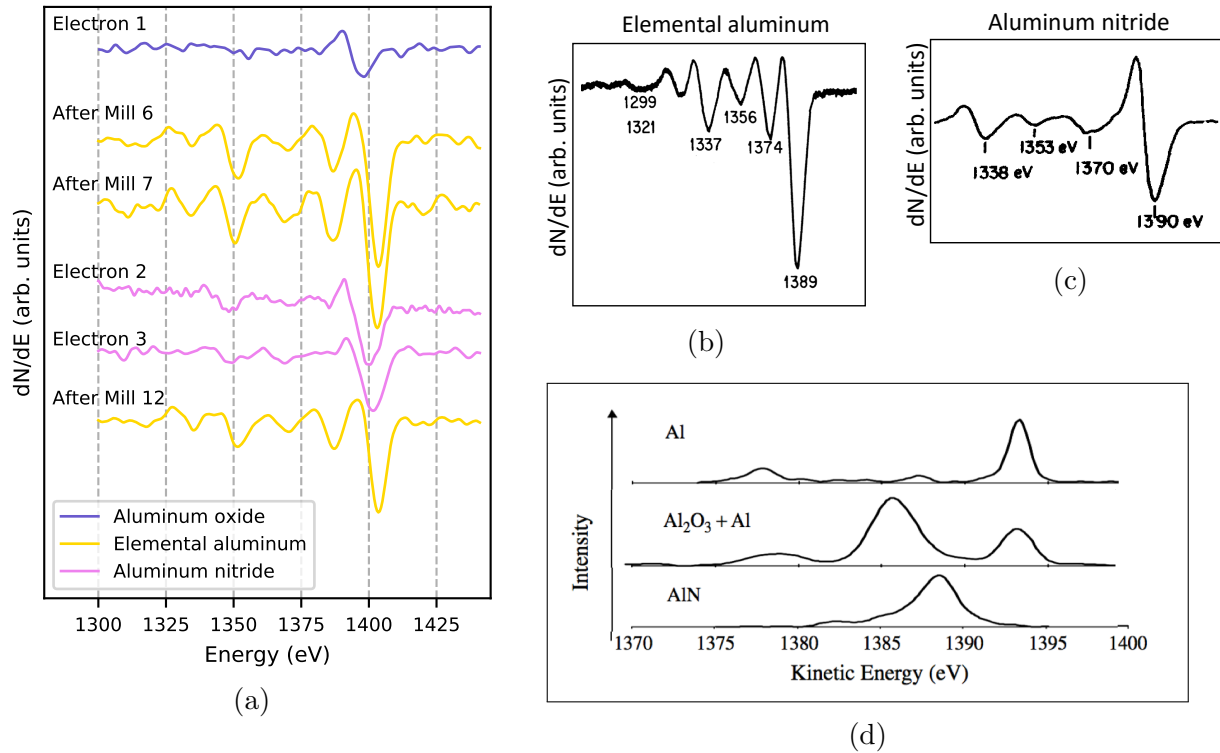 Electron 1
After Mill 6
After Mill 7
Electron 2
Electron 3
After Mill 12
Aluminum oxide
Elemental aluminum
Aluminum nitride
dN/dE (arb. units)
1300 1325 1350 1375 1400 1425
Energy (eV)
(a)
Elemental aluminum
dN/dE (arb. units)
1299
1321
1337
1356
1374
1389
(b)
Aluminum nitride
dN/dE (arb. units)
1338 eV
1353 eV
1370 eV
1390 eV
(c)
Al
Al₂O₃ + Al
AlN
Intensity
1370 1375 1380 1385 1390 1395 1400
Kinetic Energy (eV)
(d)